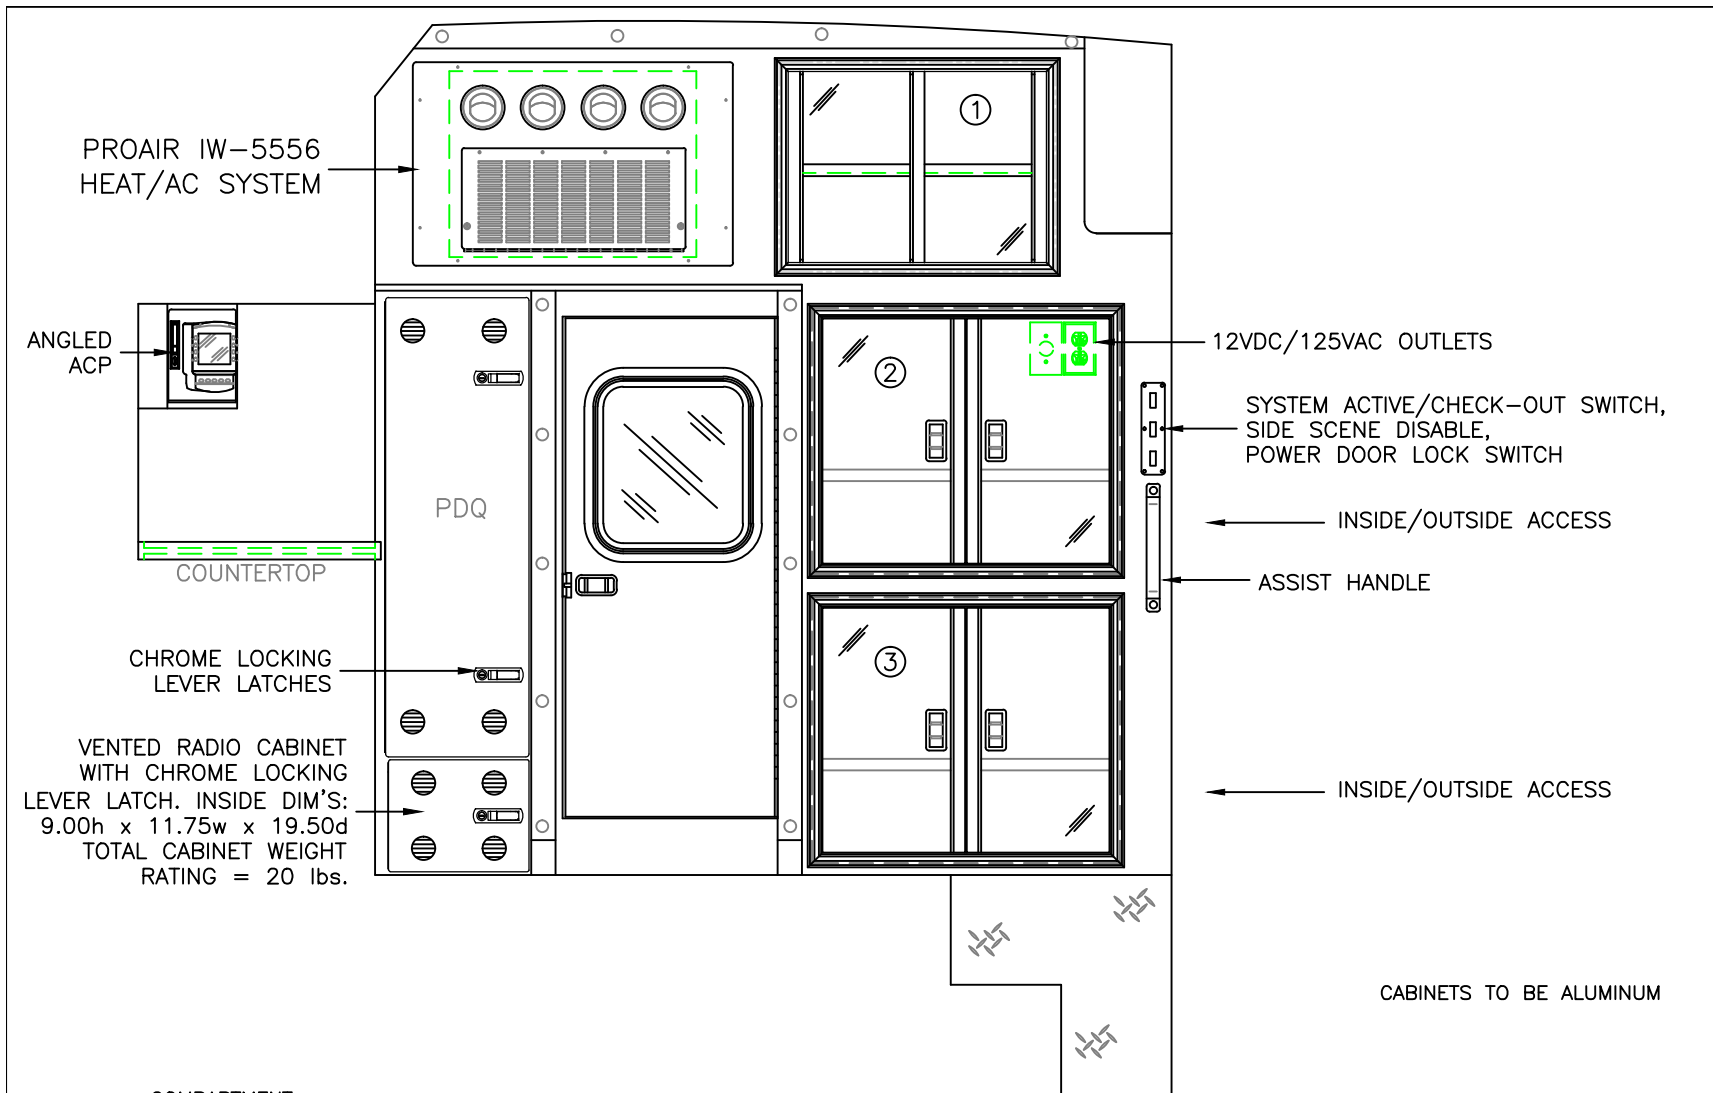 PROAIR IW-5556
HEAT/AC SYSTEM
1
ANGLED
ACP
12VDC/125VAC OUTLETS
2
SYSTEM ACTIVE/CHECK-OUT SWITCH,
SIDE SCENE DISABLE,
POWER DOOR LOCK SWITCH
PDQ
INSIDE/OUTSIDE ACCESS
COUNTERTOP
ASSIST HANDLE
CHROME LOCKING
LEVER LATCHES
3
VENTED RADIO CABINET
WITH CHROME LOCKING
LEVER LATCH. INSIDE DIM'S:
9.00h x 11.75w x 19.50d
TOTAL CABINET WEIGHT
RATING = 20 lbs.
INSIDE/OUTSIDE ACCESS
CABINETS TO BE ALUMINUM
COMPARTMENT